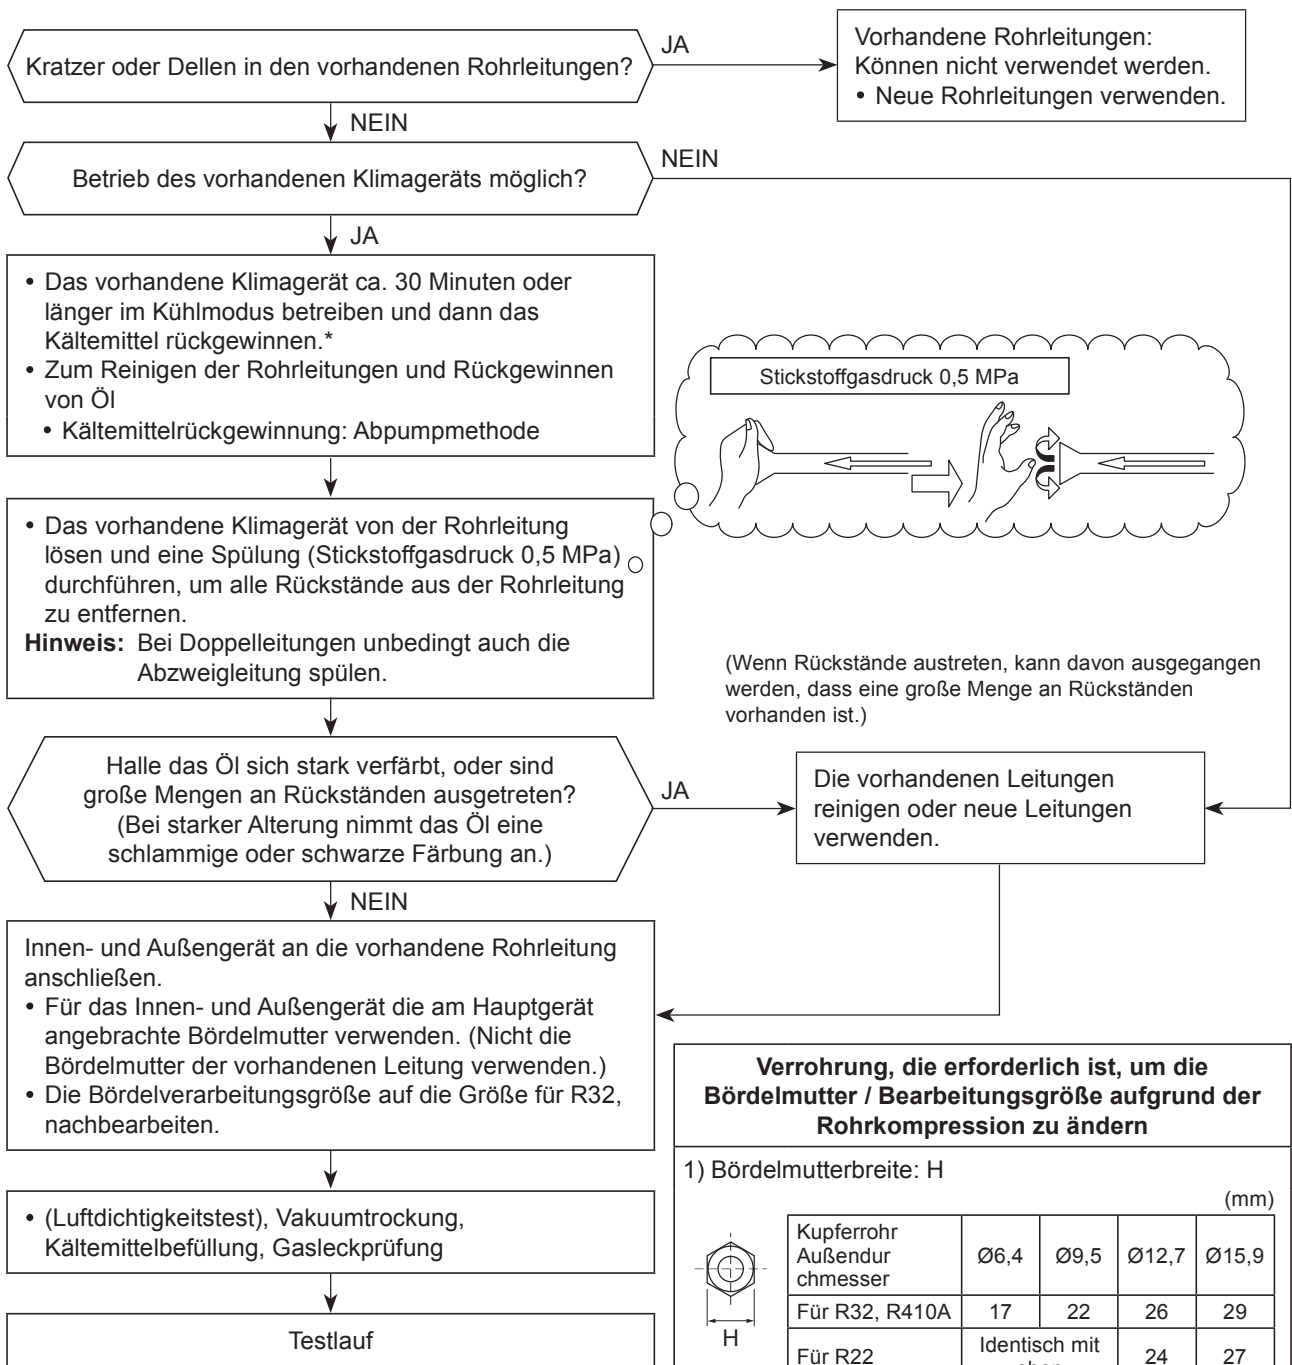 Kratzer oder Dellen in den vorhandenen Rohrleitungen?
JA
Vorhandene Rohrleitungen:
Können nicht verwendet werden.
• Neue Rohrleitungen verwenden.
NEIN
Betrieb des vorhandenen Klimageräts möglich?
NEIN
JA
• Das vorhandene Klimagerät ca. 30 Minuten oder
länger im Kühlmodus betreiben und dann das
Kältemittel rückgewinnen.*
• Zum Reinigen der Rohrleitungen und Rückgewinnen
von Öl
• Kältemittelrückgewinnung: Abpumpmethode
Stickstoffgasdruck 0,5 MPa
• Das vorhandene Klimagerät von der Rohrleitung
lösen und eine Spülung (Stickstoffgasdruck 0,5 MPa)
durchführen, um alle Rückstände aus der Rohrleitung
zu entfernen.
Hinweis: Bei Doppelleitungen unbedingt auch die
Abzweigleitung spülen.
(Wenn Rückstände austreten, kann davon ausgegangen
werden, dass eine große Menge an Rückständen
vorhanden ist.)
Halle das Öl sich stark verfärbt, oder sind
große Mengen an Rückständen ausgetreten?
(Bei starker Alterung nimmt das Öl eine
schlammige oder schwarze Färbung an.)
JA
Die vorhandenen Leitungen
reinigen oder neue Leitungen
verwenden.
NEIN
Innen- und Außengerät an die vorhandene Rohrleitung
anschließen.
• Für das Innen- und Außengerät die am Hauptgerät
angebrachte Bördelmutter verwenden. (Nicht die
Bördelmutter der vorhandenen Leitung verwenden.)
• Die Bördelverarbeitungsgröße auf die Größe für R32,
nachbearbeiten.
• (Luftdichtigkeitstest), Vakuumtrockung,
Kältemittelbefüllung, Gasleckprüfung
Testlauf
Verrohrung, die erforderlich ist, um die
Bördelmutter / Bearbeitungsgröße aufgrund der
Rohrkompression zu ändern
1) Bördelmutterbreite: H
(mm)
H
Kupferrohr
Außendur
chmesser
Ø6,4 Ø9,5 Ø12,7 Ø15,9
Für R32, R410A 17 22 26 29
Für R22 Identisch mit 24 27